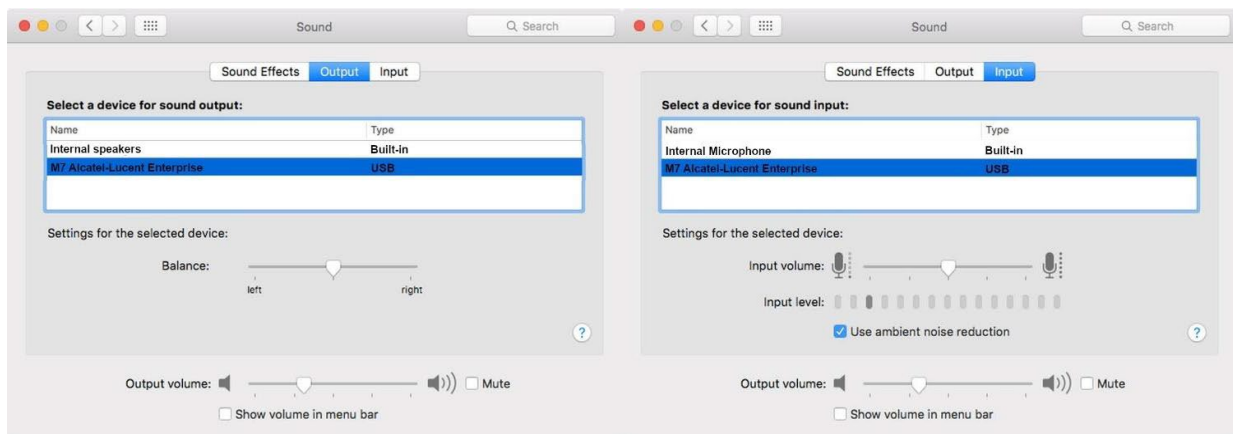 Sound
Search
Sound Effects Output Input
Select a device for sound output:
Name Type
Internal speakers Built-in
M7 Alcatel-Lucent Enterprise USB
Settings for the selected device:
Balance:
left right
?
Output volume: Mute
Show volume in menu bar
Sound
Search
Sound Effects Output Input
Select a device for sound input:
Name Type
Internal Microphone Built-in
M7 Alcatel-Lucent Enterprise USB
Settings for the selected device:
Input volume:
Input level:
Use ambient noise reduction
?
Output volume: Mute
Show volume in menu bar